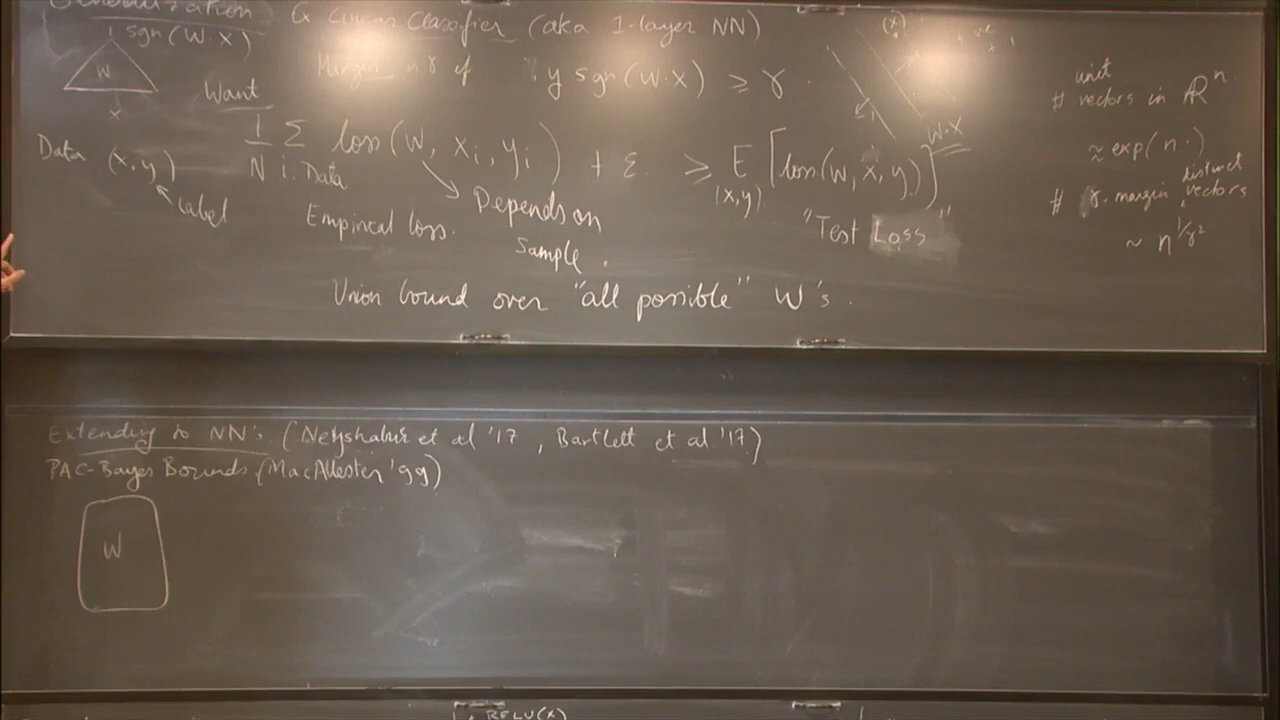 Generalization Ex Linear Classifier (aka 1-layer NN)
sgn(W·X)
W
x
Margin γ if y sgn(W·X) ⩾ γ.
Want
Data (x,y)
Label
1/N Σ i: Data loss(W, xi, yi) + ε ⩾ E (x,y) [loss(W, x, y)]
W·X
Empirical loss.
Depends on
Sample.
"Test Loss"
Union bound over "all possible" W's.
# unit vectors in ℝ^n
≈ exp(n·)
# γ-margin distinct vectors
~ n^{1/γ²}
Extending to NN's. (Neyshabur et al '17, Bartlett et al. '17)
PAC-Bayes Bounds. (MacAllester '99)
W
RELU(x)